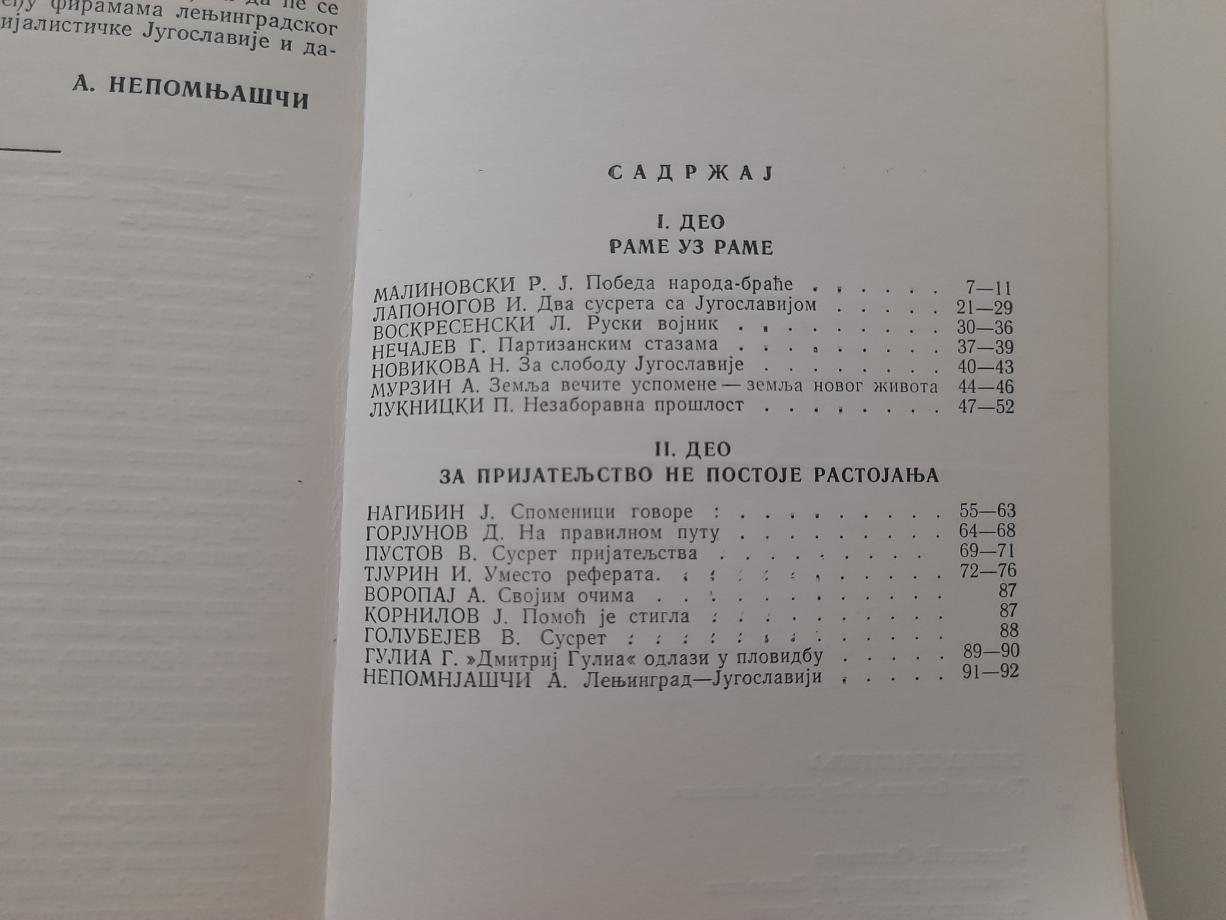 да не се
фирамама лењинградског
Југославије и да-
А. НЕПОМЊАШЧИ
САДРЖАЈ
I. ДЕО
РАМЕ УЗ РАМЕ
МАЛИНОВСКИ Р. Ј. Победа народа-браће . . . . . . 7—11
ЛАПОНОГОВ И. Два сусрета са Југославијом . . . . . 21—29
ВОСКРЕСЕНСКИ Л. Руски војник . . . . . . . . . 30—36
НЕЧАЈЕВ Г. Партизанским стазама . . . . . . . . . 37—39
НОВИКОВА Н. За слободу Југославије . . . . . . . . 40—43
МУРЗИН А. Земља вечите успомене — земља новог живота 44—46
ЛУКНИЦКИ П. Незаборавна прошлост . . . . . . . . 47—52
II. ДЕО
ЗА ПРИЈАТЕЉСТВО НЕ ПОСТОЈЕ РАСТОЈАЊА
НАГИБИН Ј. Споменици говоре : . . . . . . . . . 55—63
ГОРЈУНОВ Д. На правилном путу . . . . . . . . . 64—68
ПУСТОВ В. Сусрет пријатељства . . . . . . . . . 69—71
ТЈУРИН И. Уместо реферата. . . . . . . . . . . . 72—76
ВОРОПАЈ А. Својим очима . . . . . . . . . . . . 87
КОРНИЛОВ Ј. Помоћ је стигла . . . . . . . . . . 87
ГОЛУБЕЈЕВ В. Сусрет . . . . . . . . . . . . . 88
ГУЛИА Г. »Дмитриј Гулиа« одлази у пловидбу . . . . . 89—90
НЕПОМНЈАШЧИ А. Лењинград—Југославији . . . . . 91—92